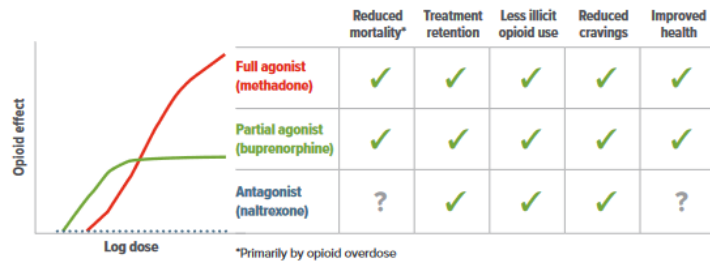 Reduced mortality*
Treatment retention
Less illicit opioid use
Reduced cravings
Improved health
Opioid effect
Log dose
Full agonist
(methadone)
✓ ✓ ✓ ✓ ✓
Partial agonist
(buprenorphine)
✓ ✓ ✓ ✓ ✓
Antagonist
(naltrexone)
? ✓ ✓ ✓ ?
*Primarily by opioid overdose